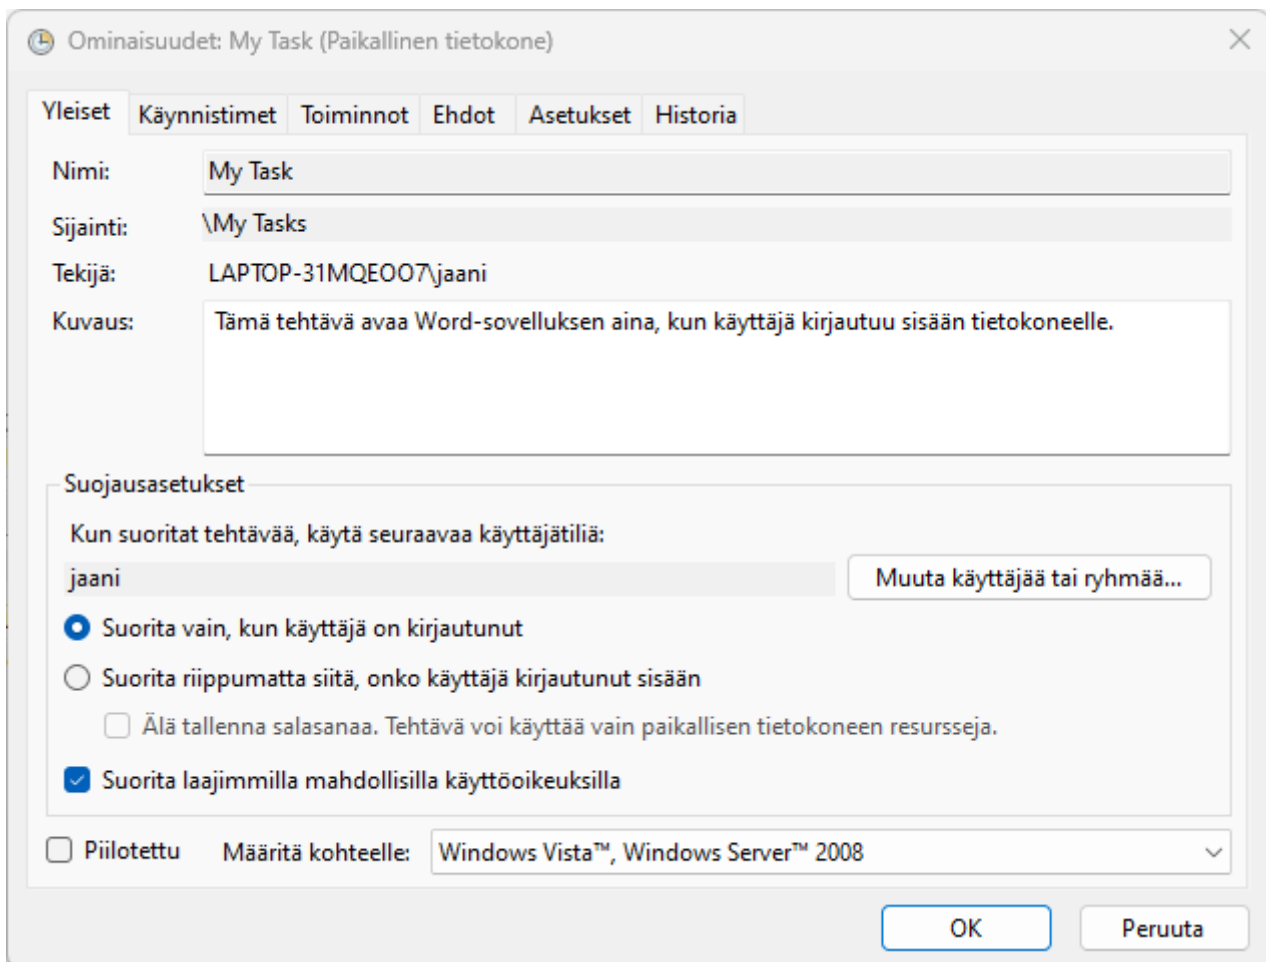 Ominaisuudet: My Task (Paikallinen tietokone)
Yleiset Käynnistimet Toiminnot Ehdot Asetukset Historia
Nimi: My Task
Sijainti: \My Tasks
Tekijä: LAPTOP-31MQEOO7\jaani
Kuvaus: Tämä tehtävä avaa Word-sovelluksen aina, kun käyttäjä kirjautuu sisään tietokoneelle.
Suojausasetukset
Kun suoritat tehtävää, käytä seuraavaa käyttäjätiliä:
jaani Muuta käyttäjää tai ryhmää...
Suorita vain, kun käyttäjä on kirjautunut
Suorita riippumatta siitä, onko käyttäjä kirjautunut sisään
Älä tallenna salasanaa. Tehtävä voi käyttää vain paikallisen tietokoneen resursseja.
Suorita laajimmilla mahdollisilla käyttöoikeuksilla
Piilotettu Määritä kohteelle: Windows Vista™, Windows Server™ 2008
OK Peruuta